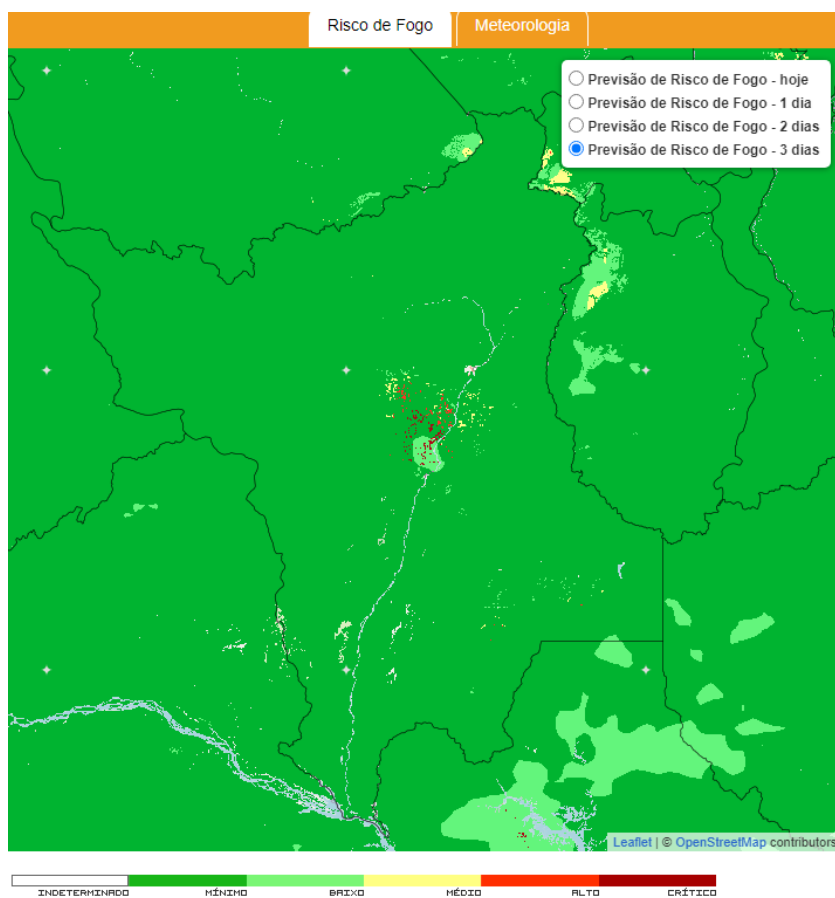 Risco de Fogo
Meteorologia
Previsão de Risco de Fogo - hoje
Previsão de Risco de Fogo - 1 dia
Previsão de Risco de Fogo - 2 dias
Previsão de Risco de Fogo - 3 dias
Leaflet | © OpenStreetMap contributors
INDETERMINADO MÍNIMO BAIXO MÉDIO ALTO CRÍTICO